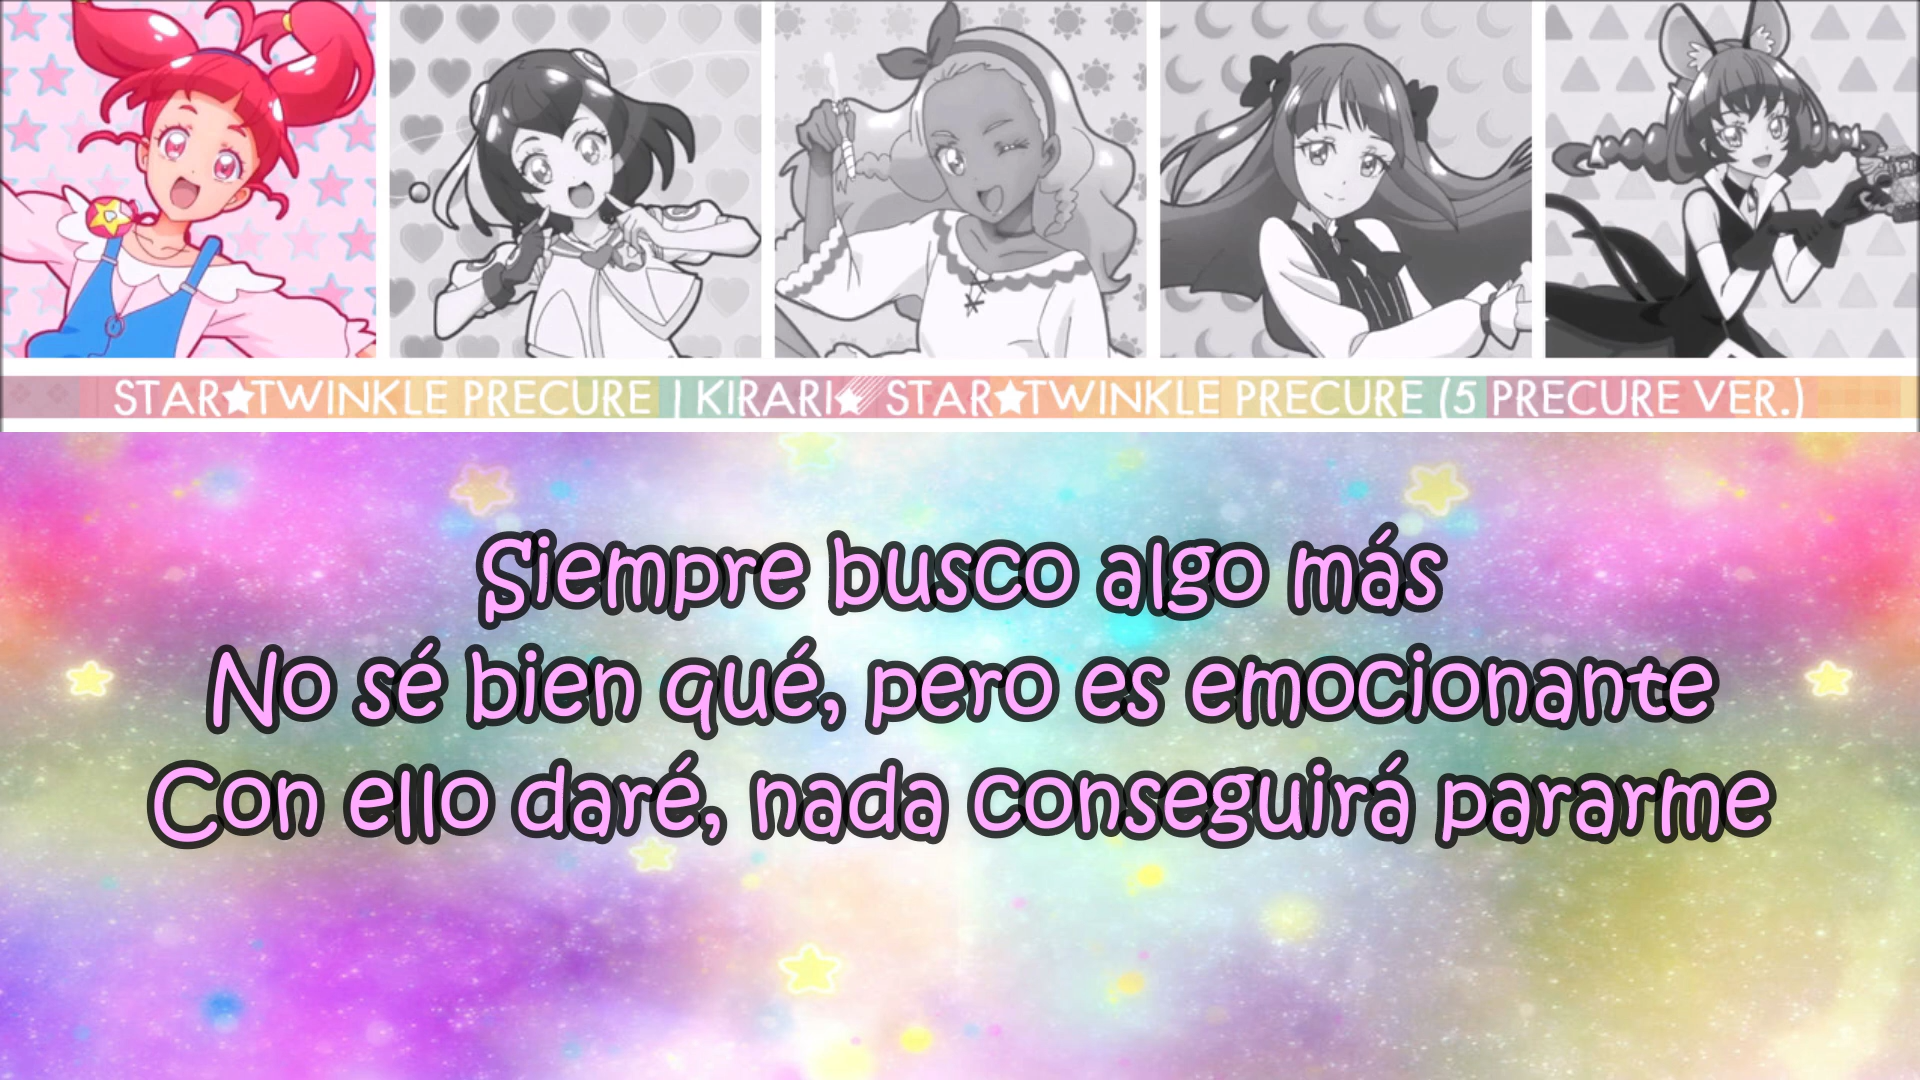 STAR★TWINKLE PRECURE | KIRARI☄ STAR★TWINKLE PRECURE (5 PRECURE VER.)
Siempre busco algo más
No sé bien qué, pero es emocionante
Con ello daré, nada conseguirá pararme